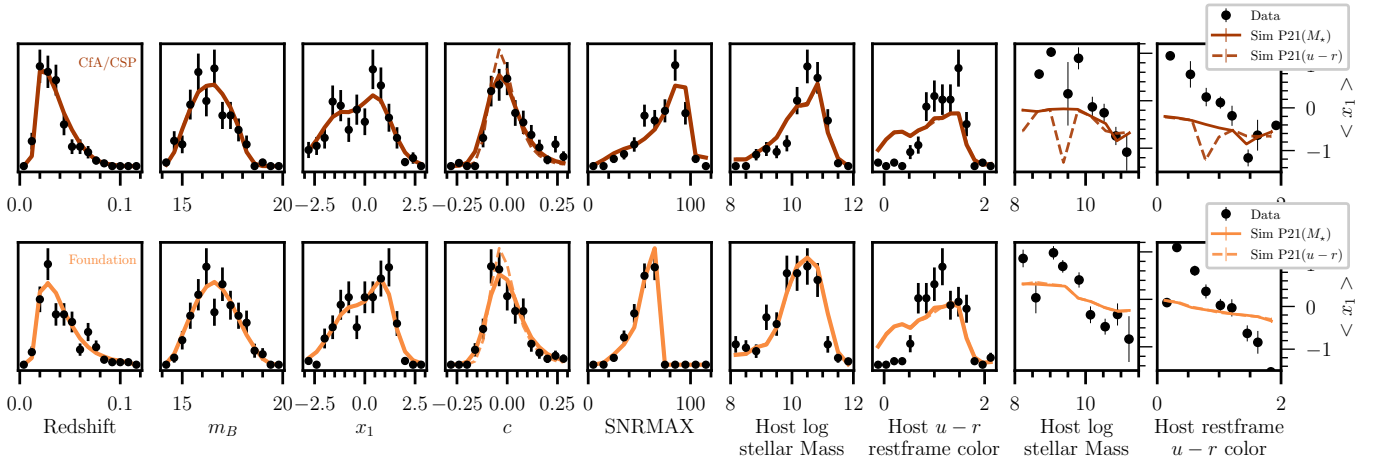 Data
Sim P21(M⋆)
Sim P21(u − r)
CfA/CSP
0 −1 < x₁ >
0.0 0.1 15 20 −2.5 0.0 2.5 −0.25 0.00 0.25 0 100 8 10 12 0 2 8 10 0 2
Data
Sim P21(M⋆)
Sim P21(u − r)
Foundation
0 −1 < x₁ >
0.0 0.1 15 20 −2.5 0.0 2.5 −0.25 0.00 0.25 0 100 8 10 12 0 2 8 10 0 2
Redshift m_B x₁ c SNRMAX Host log Host u − r Host log Host restframe
stellar Mass restframe color stellar Mass u − r color